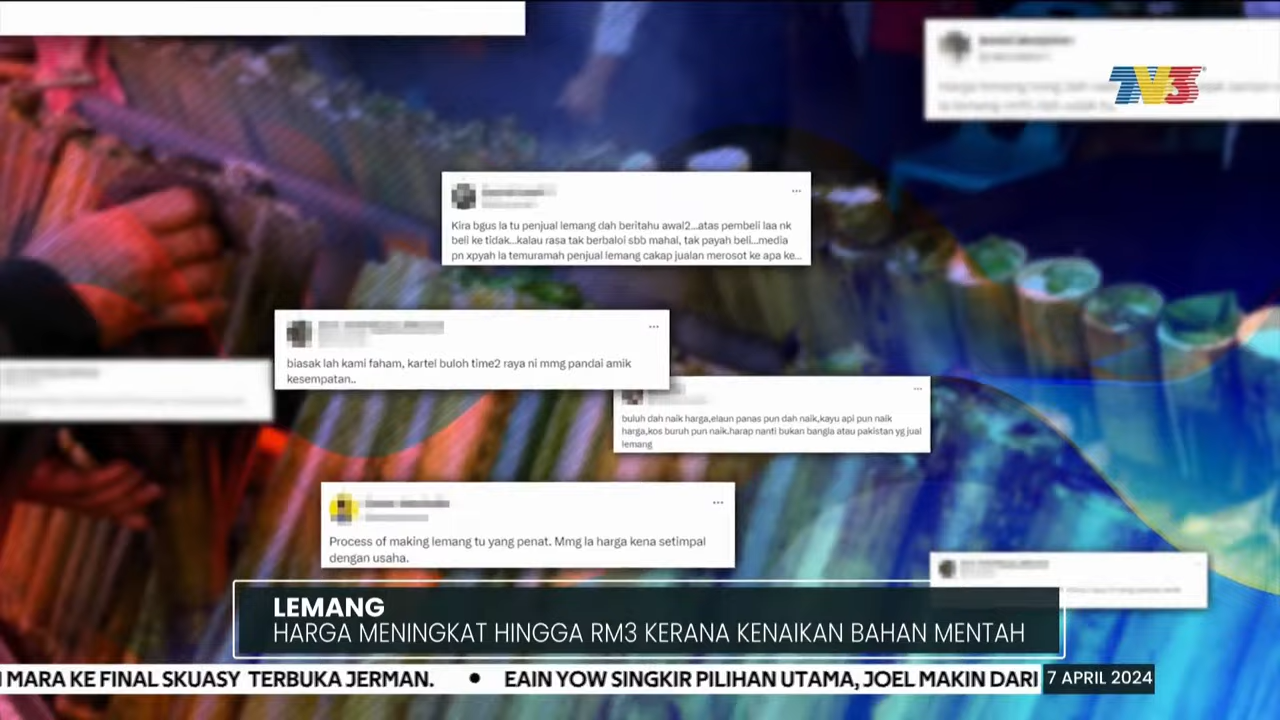 TV3
Kira bgus la tu penjual lemang dah beritahu awal2...atas pembeli laa nk
beli ke tidak...kalau rasa tak berbaloi sbb mahal, tak payah beli...media
pn xpyah la temuramah penjual lemang cakap jualan merosot ke apa ke...
biasak lah kami faham, kartel buloh time2 raya ni mmg pandai amik
kesempatan..
buluh dah naik harga,elaun panas pun dah naik,kayu api pun naik
harga,kos buruh pun naik.harap nanti bukan bangla atau pakistan yg jual
lemang
Process of making lemang tu yang penat. Mmg la harga kena setimpal
dengan usaha.
LEMANG
HARGA MENINGKAT HINGGA RM3 KERANA KENAIKAN BAHAN MENTAH
MARA KE FINAL SKUASY TERBUKA JERMAN. • EAIN YOW SINGKIR PILIHAN UTAMA, JOEL MAKIN DARI
7 APRIL 2024